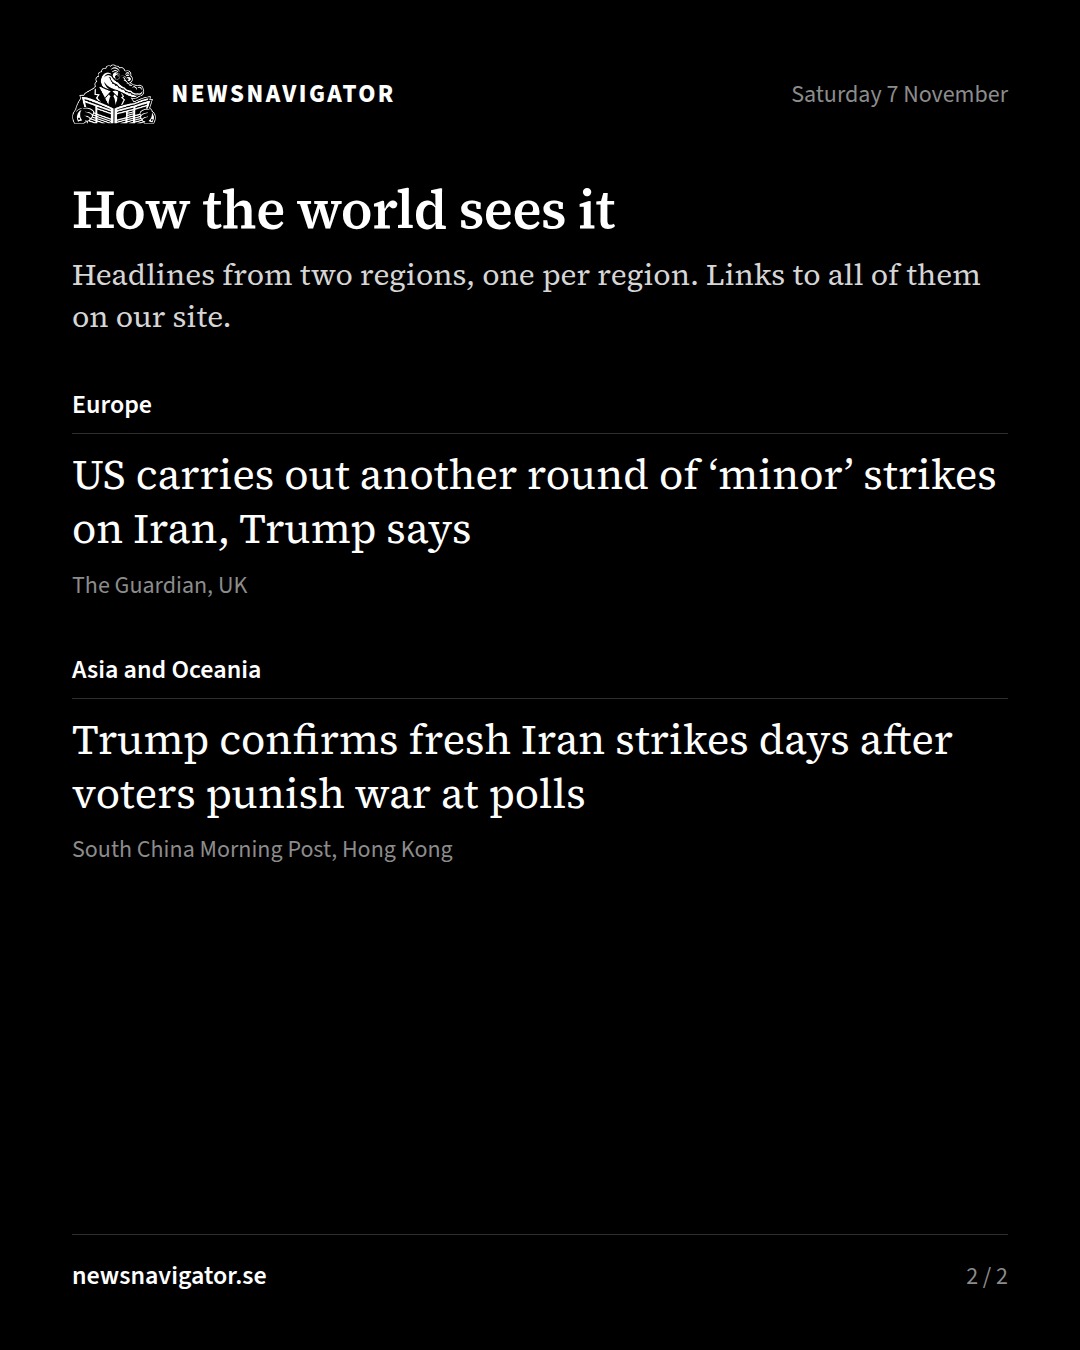 NEWSNAVIGATOR
Saturday 7 November
How the world sees it
Headlines from two regions, one per region. Links to all of them
on our site.
Europe
US carries out another round of ‘minor’ strikes
on Iran, Trump says
The Guardian, UK
Asia and Oceania
Trump confirms fresh Iran strikes days after
voters punish war at polls
South China Morning Post, Hong Kong
newsnavigator.se
2 / 2